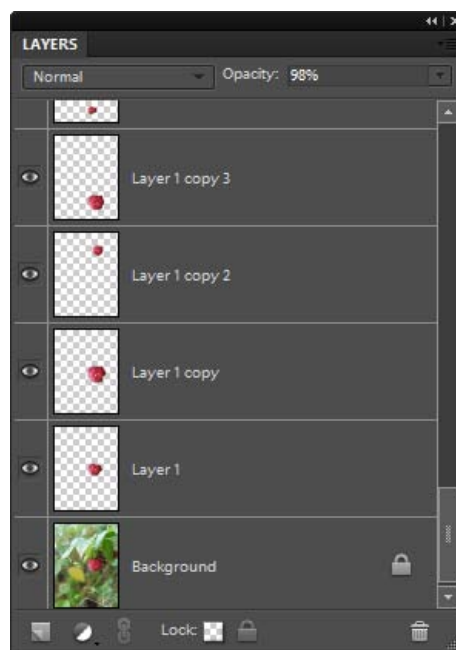 LAYERS
Normal Opacity: 98%
Layer 1 copy 3
Layer 1 copy 2
Layer 1 copy
Layer 1
Background
Lock: